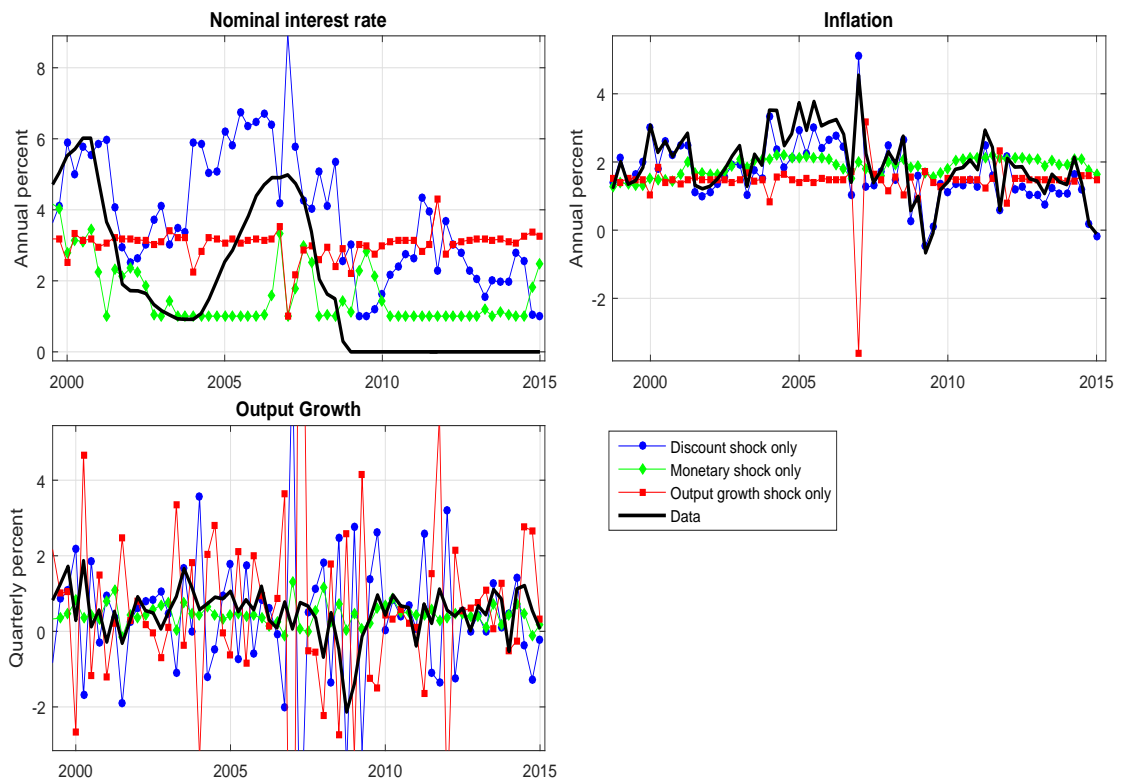 Nominal interest rate
Annual percent
8
6
4
2
0
2000 2005 2010 2015
Inflation
Annual percent
4
2
0
-2
2000 2005 2010 2015
Output Growth
Quarterly percent
4
2
0
-2
2000 2005 2010 2015
Discount shock only
Monetary shock only
Output growth shock only
Data